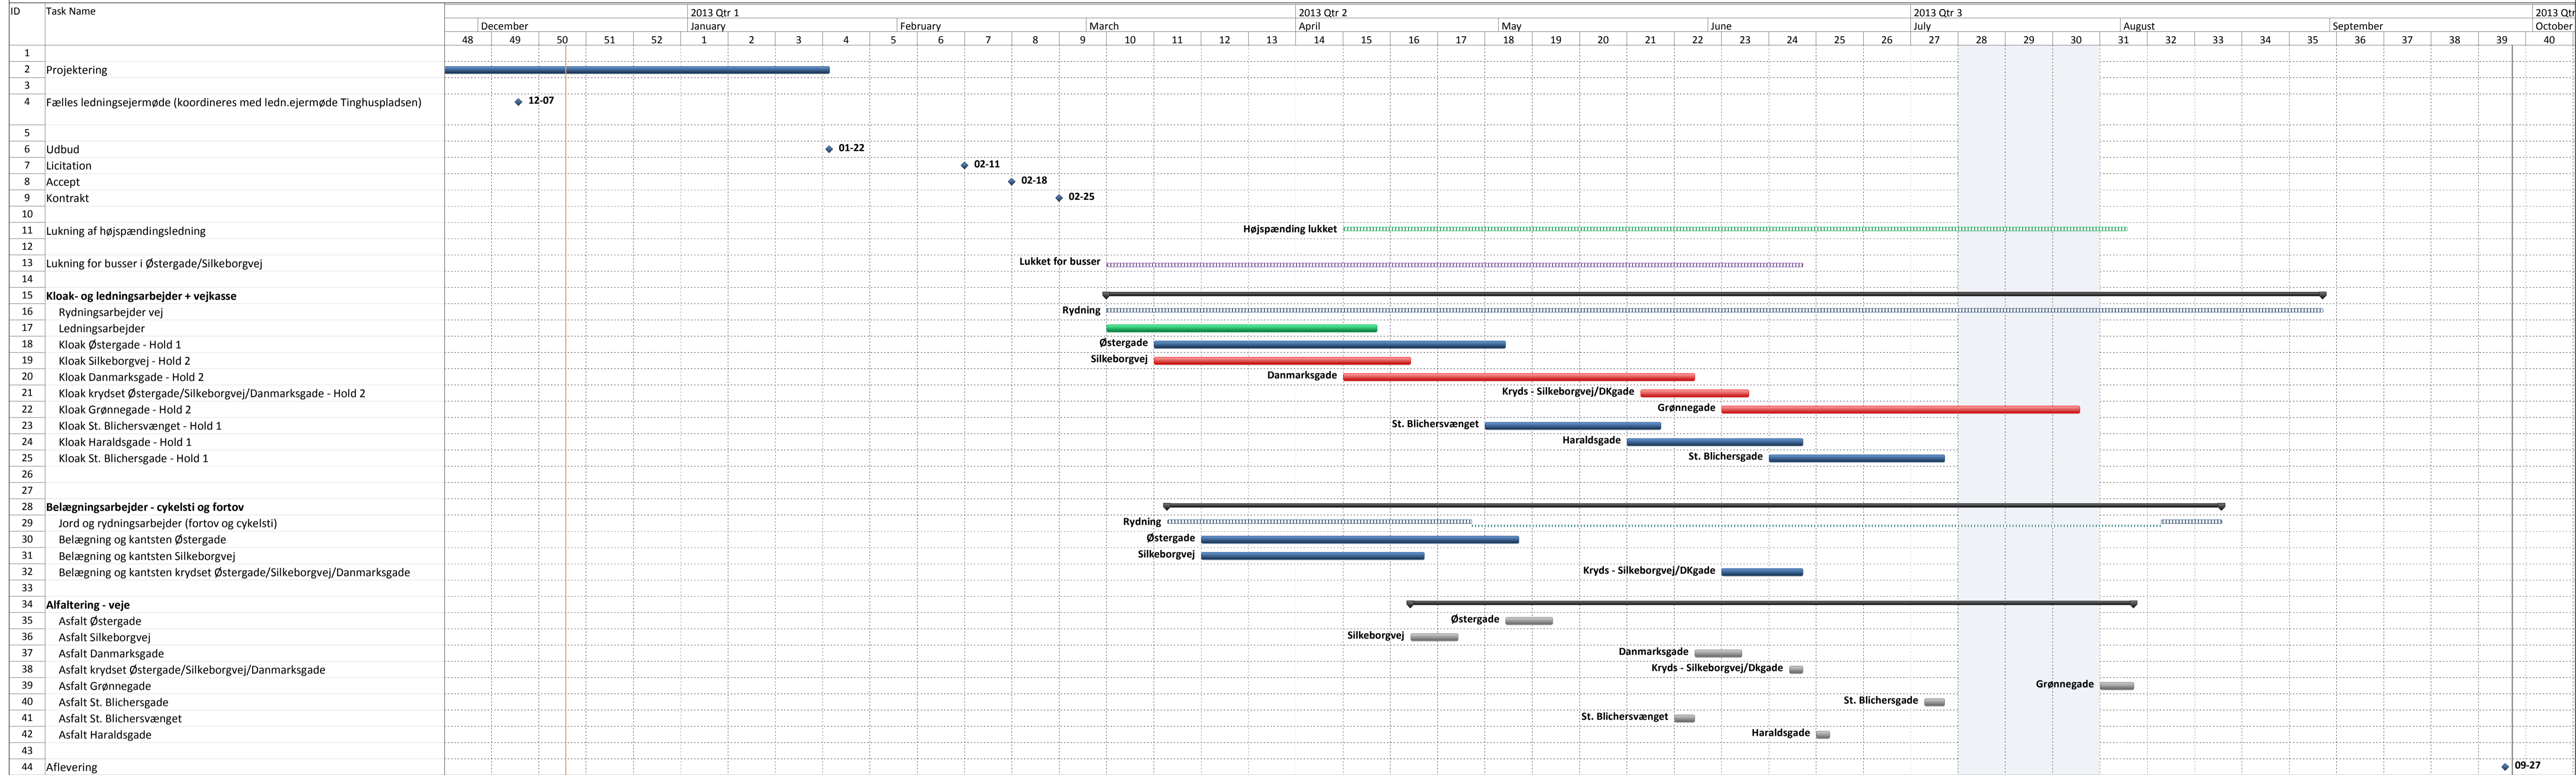 ID Task Name 2013 Qtr 1 2013 Qtr 2 2013 Qtr 3 2013 Qtr
December January February March April May June July August September October
48 49 50 51 52 1 2 3 4 5 6 7 8 9 10 11 12 13 14 15 16 17 18 19 20 21 22 23 24 25 26 27 28 29 30 31 32 33 35 36 37 38 39 40
1
2 Projektering
3
4 Fælles ledningsejermøde (koordineres med ledn.ejermøde Tinghuspladsen) 12-07
5
6 Udbud 01-22
7 Licitation 02-11
8 Accept 02-18
9 Kontrakt 02-25
10
11 Lukning af højspændingsledning Højspænding lukket
12
13 Lukning for busser i Østergade/Silkeborgvej Lukket for busser
14
15 Kloak- og ledningsarbejder + vejkasse
16 Rydningsarbejder vej Rydning
17 Ledningsarbejder
18 Kloak Østergade - Hold 1 Østergade
19 Kloak Silkeborgvej - Hold 2 Silkeborgvej
20 Kloak Danmarksgade - Hold 2 Danmarksgade
21 Kloak krydset Østergade/Silkeborgvej/Danmarksgade - Hold 2 Kryds - Silkeborgvej/DKgade
22 Kloak Grønnegade - Hold 2 Grønnegade
23 Kloak St. Blichersvænget - Hold 1 St. Blichersvænget
24 Kloak Haraldsgade - Hold 1 Haraldsgade
25 Kloak St. Blichersgade - Hold 1 St. Blichersgade
26
27
28 Belægningsarbejder - cykelsti og fortov
29 Jord og rydningsarbejder (fortov og cykelsti) Rydning
30 Belægning og kantsten Østergade Østergade
31 Belægning og kantsten Silkeborgvej Silkeborgvej
32 Belægning og kantsten krydset Østergade/Silkeborgvej/Danmarksgade Kryds - Silkeborgvej/DKgade
33
34 Alfaltering - veje
35 Asfalt Østergade Østergade
36 Asfalt Silkeborgvej Silkeborgvej
37 Asfalt Danmarksgade Danmarksgade
38 Asfalt krydset Østergade/Silkeborgvej/Danmarksgade Kryds - Silkeborgvej/Dkgade
39 Asfalt Grønnegade Grønnegade
40 Asfalt St. Blichersgade St. Blichersgade
41 Asfalt St. Blichersvænget St. Blichersvænget
42 Asfalt Haraldsgade Haraldsgade
43
44 Aflevering 09-27